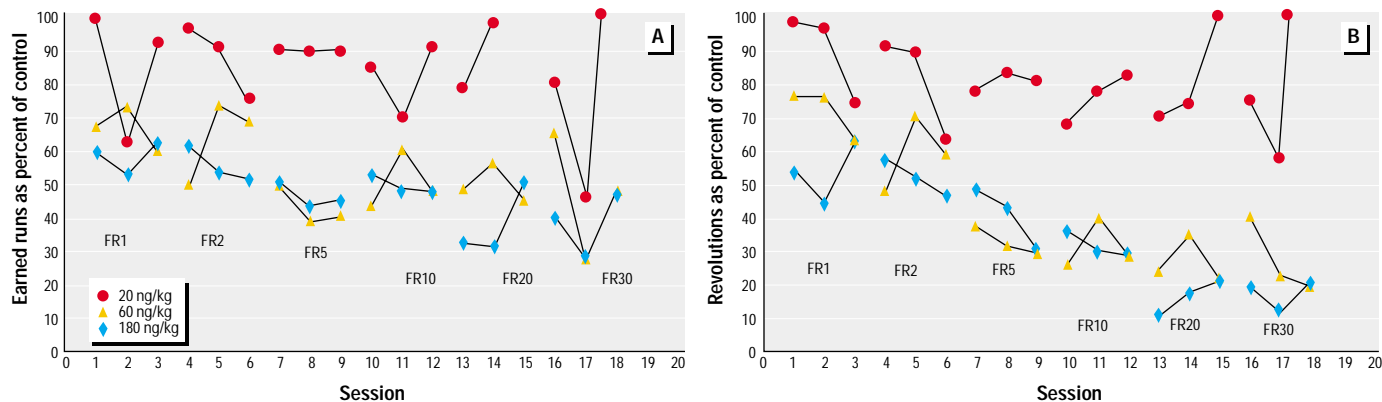 A
Earned runs as percent of control
100
90
80
70
60
50
40
30
20
10
0
FR1
FR2
FR5
FR10
FR20
FR30
20 ng/kg
60 ng/kg
180 ng/kg
0 1 2 3 4 5 6 7 8 9 10 11 12 13 14 15 16 17 18 19 20
Session
B
Revolutions as percent of control
100
90
80
70
60
50
40
30
20
10
0
FR1
FR2
FR5
FR10
FR20
FR30
0 1 2 3 4 5 6 7 8 9 10 11 12 13 14 15 16 17 18 19 20
Session